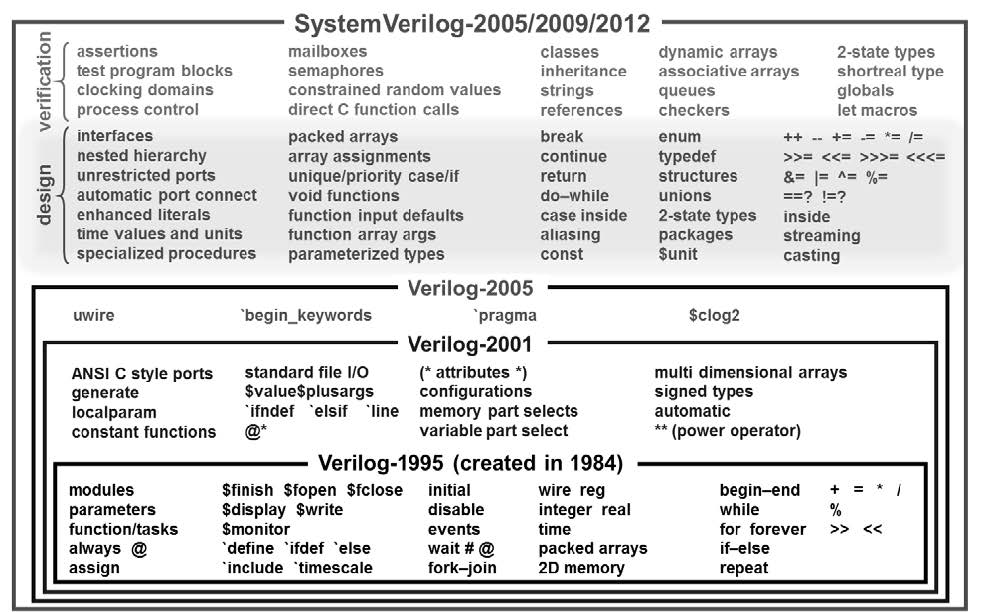 SystemVerilog-2005/2009/2012
verification
assertions mailboxes classes dynamic arrays 2-state types
test program blocks semaphores inheritance associative arrays shortreal type
clocking domains constrained random values strings queues globals
process control direct C function calls references checkers let macros
design
interfaces packed arrays break enum ++ -- += -= *= /=
nested hierarchy array assignments continue typedef >>= <<= >>>= <<<=
unrestricted ports unique/priority case/if return structures &= |= ^= %=
automatic port connect void functions do–while unions ==? !=?
enhanced literals function input defaults case inside 2-state types inside
time values and units function array args aliasing packages streaming
specialized procedures parameterized types const $unit casting
Verilog-2005
uwire `begin_keywords `pragma $clog2
Verilog-2001
ANSI C style ports standard file I/O (* attributes *) multi dimensional arrays
generate $value$plusargs configurations signed types
localparam `ifndef `elsif `line memory part selects automatic
constant functions @* variable part select ** (power operator)
Verilog-1995 (created in 1984)
modules $finish $fopen $fclose initial wire reg begin–end + = * /
parameters $display $write disable integer real while %
function/tasks $monitor events time for forever >> <<
always @ `define `ifdef `else wait # @ packed arrays if–else
assign `include `timescale fork–join 2D memory repeat